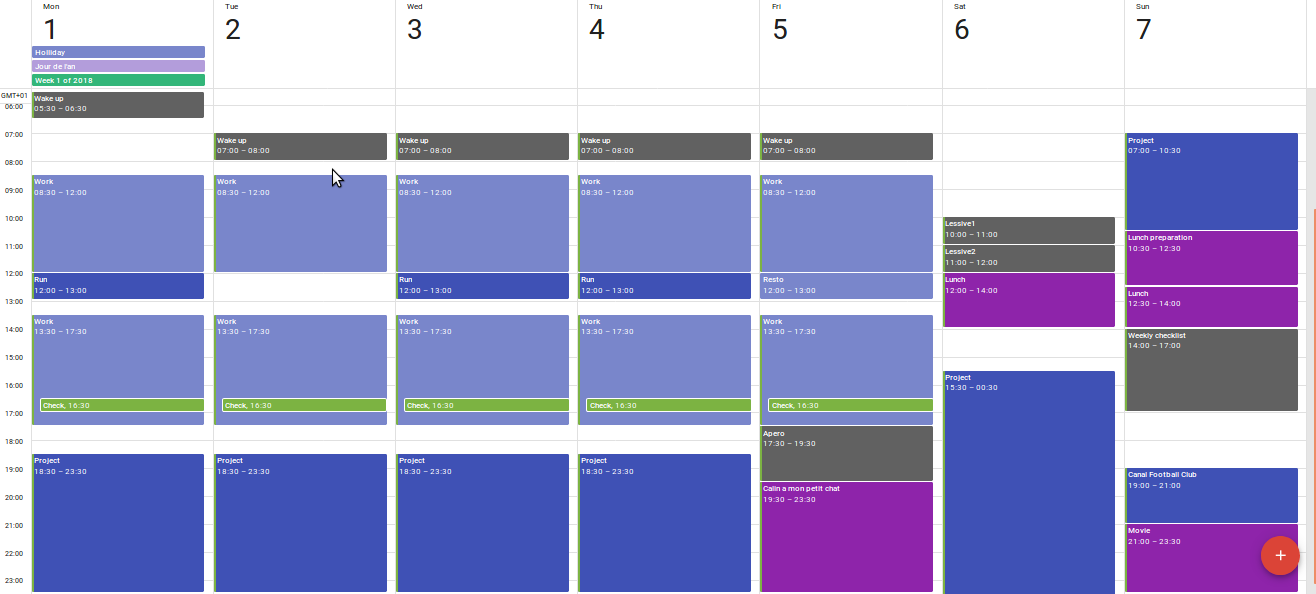 Mon
1
Tue
2
Wed
3
Thu
4
Fri
5
Sat
6
Sun
7
Holliday
Jour de l'an
Week 1 of 2018
GMT+01
06:00
07:00
08:00
09:00
10:00
11:00
12:00
13:00
14:00
15:00
16:00
17:00
18:00
19:00
20:00
21:00
22:00
23:00
Wake up
05:30 – 06:30
Work
08:30 – 12:00
Run
12:00 – 13:00
Work
13:30 – 17:30
Check, 16:30
Project
18:30 – 23:30
Wake up
07:00 – 08:00
Work
08:30 – 12:00
Work
13:30 – 17:30
Check, 16:30
Project
18:30 – 23:30
Wake up
07:00 – 08:00
Work
08:30 – 12:00
Run
12:00 – 13:00
Work
13:30 – 17:30
Check, 16:30
Project
18:30 – 23:30
Wake up
07:00 – 08:00
Work
08:30 – 12:00
Run
12:00 – 13:00
Work
13:30 – 17:30
Check, 16:30
Project
18:30 – 23:30
Wake up
07:00 – 08:00
Work
08:30 – 12:00
Resto
12:00 – 13:00
Work
13:30 – 17:30
Check, 16:30
Apero
17:30 – 19:30
Calin a mon petit chat
19:30 – 23:30
Lessive1
10:00 – 11:00
Lessive2
11:00 – 12:00
Lunch
12:00 – 14:00
Project
15:30 – 00:30
Project
07:00 – 10:30
Lunch preparation
10:30 – 12:30
Lunch
12:30 – 14:00
Weekly checklist
14:00 – 17:00
Canal Football Club
19:00 – 21:00
Movie
21:00 – 23:30
+